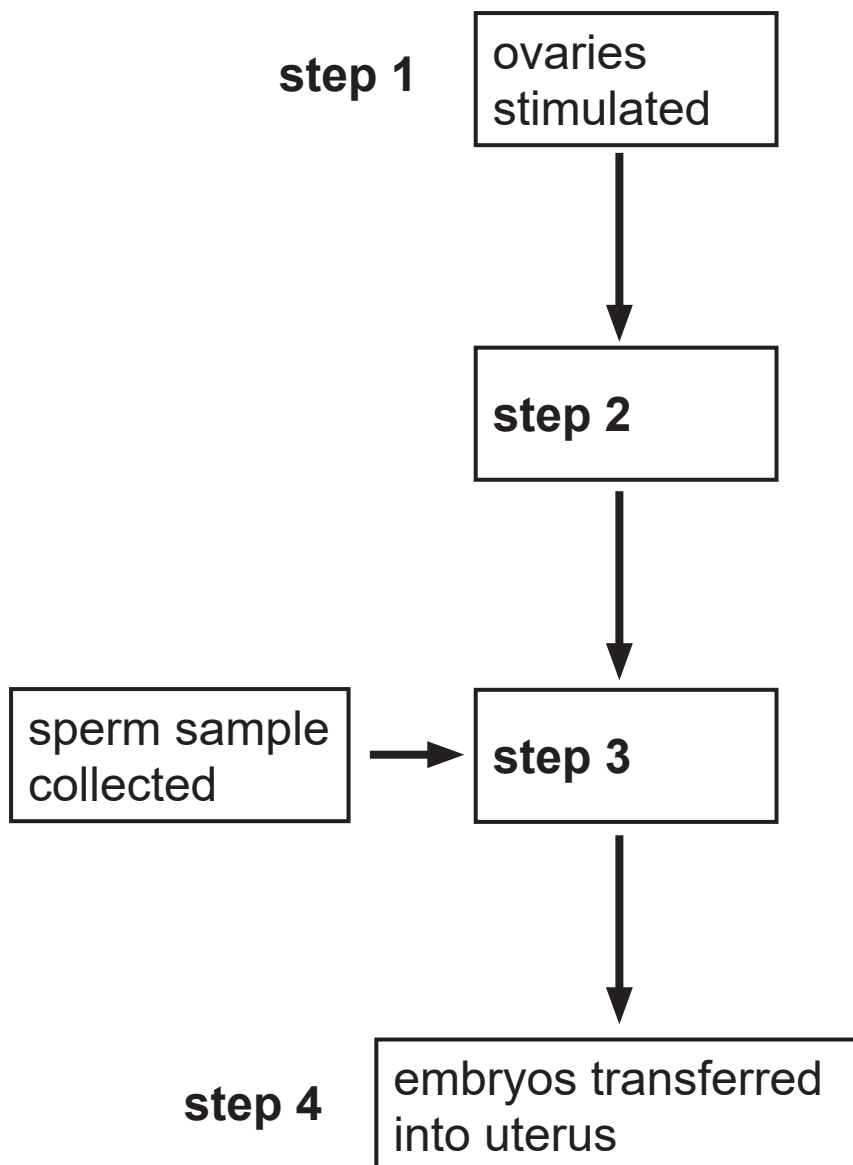 step 1
ovaries
stimulated
step 2
sperm sample
collected
step 3
step 4
embryos transferred
into uterus